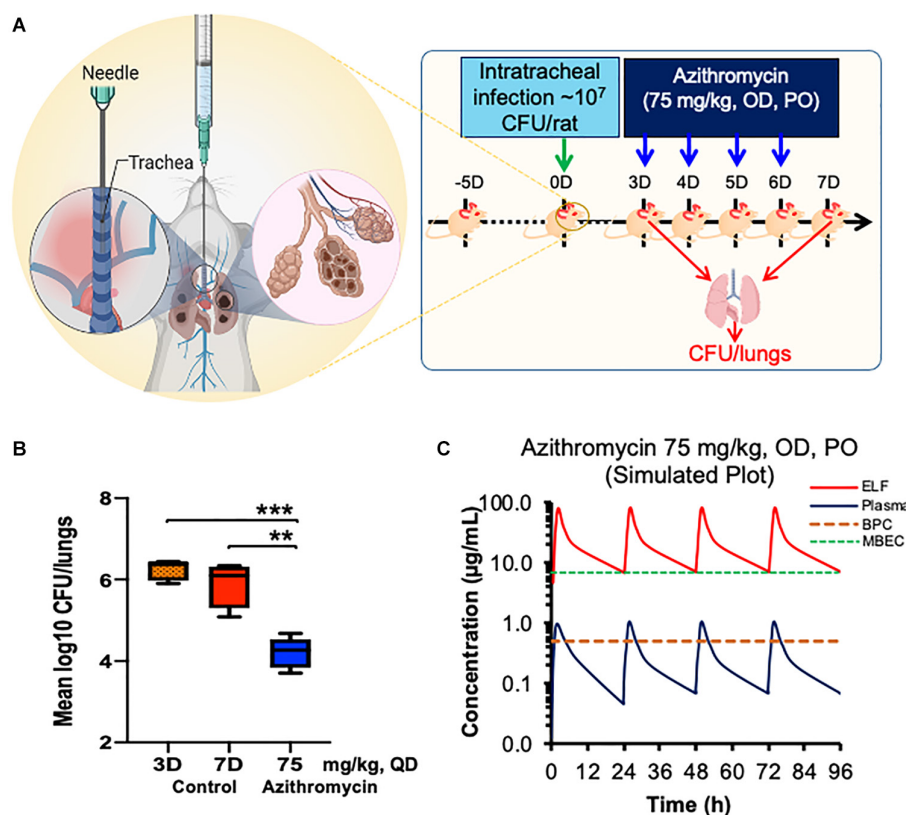 A
Needle
Trachea
Intratracheal
infection ~10⁷
CFU/rat
Azithromycin
(75 mg/kg, OD, PO)
-5D
0D
3D
4D
5D
6D
7D
CFU/lungs
B
Mean log10 CFU/lungs
8
6
4
2
***
**
3D 7D 75 mg/kg, QD
Control Azithromycin
C
Azithromycin 75 mg/kg, OD, PO
(Simulated Plot)
ELF
Plasma
BPC
MBEC
Concentration (µg/mL)
100.0
10.0
1.0
0.1
0.0
0 12 24 36 48 60 72 84 96
Time (h)